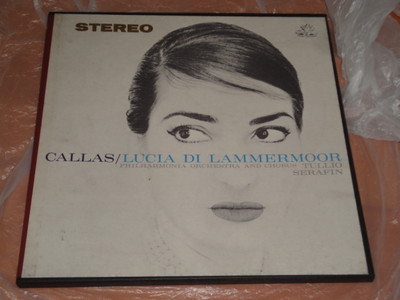 STEREO
CALLAS/LUCIA DI LAMMERMOOR
PHILHARMONIA ORCHESTRA AND CHORUS TULLIO
SERAFIN